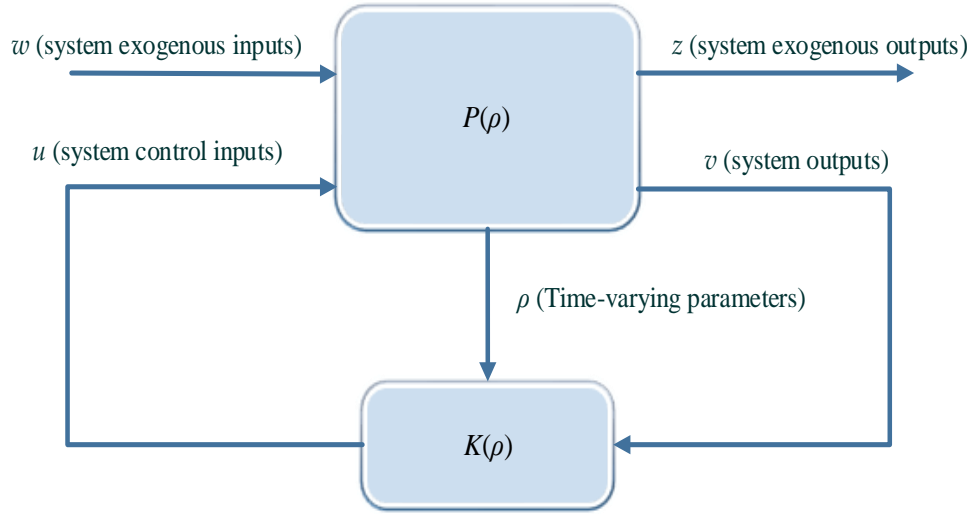 w (system exogenous inputs)
z (system exogenous outputs)
P(ρ)
u (system control inputs)
v (system outputs)
ρ (Time-varying parameters)
K(ρ)